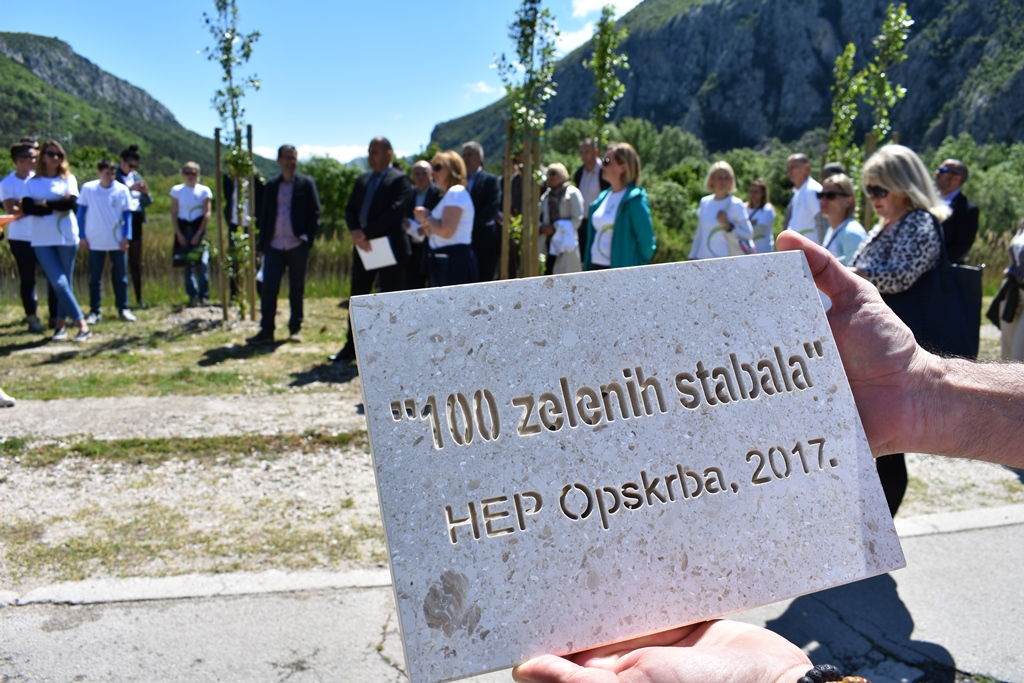 "100 zelenih stabala"
HEP Opskrba, 2017.